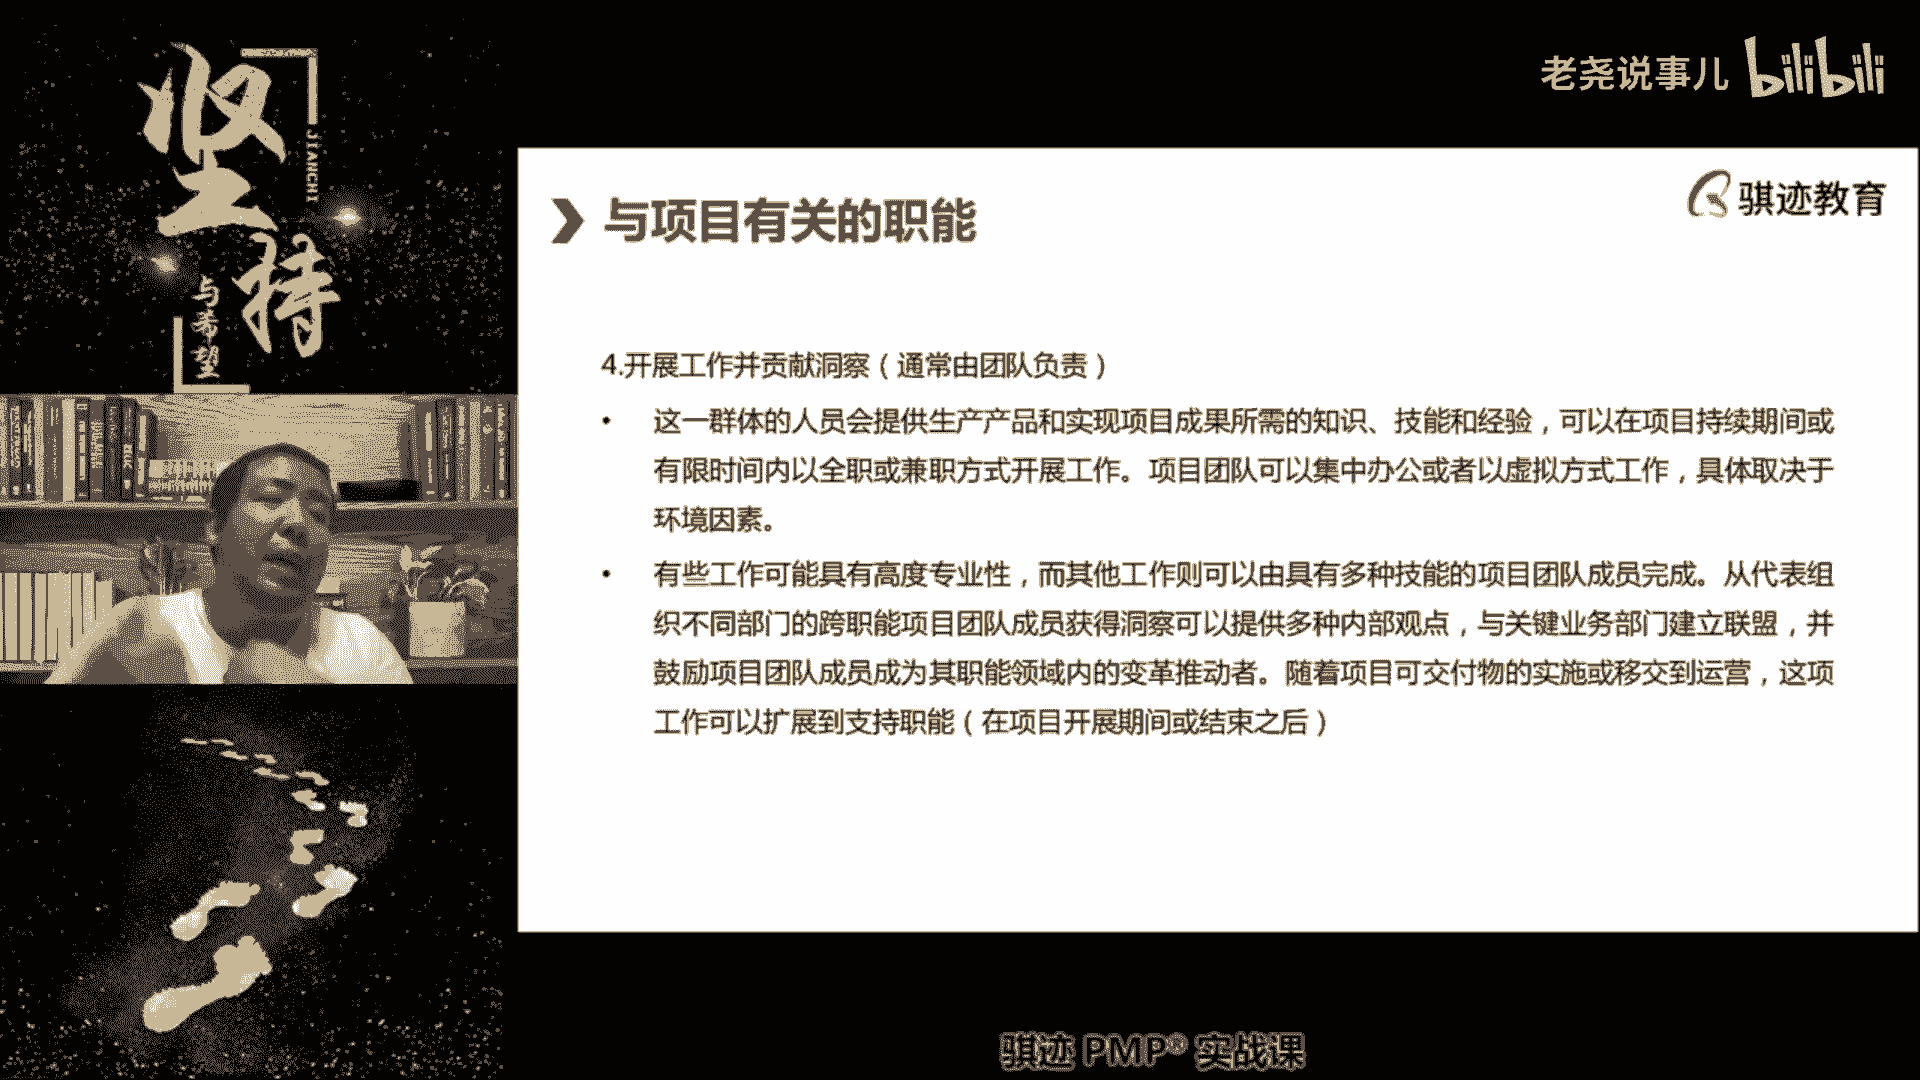 坚持
JIANCHI
与希望
老尧说事儿 bilibili
骐迹教育
与项目有关的职能
4.开展工作并贡献洞察（通常由团队负责）
• 这一群体的人员会提供生产产品和实现项目成果所需的知识、技能和经验，可以在项目持续期间或
有限时间内以全职或兼职方式开展工作。项目团队可以集中办公或者以虚拟方式工作，具体取决于
环境因素。
• 有些工作可能具有高度专业性，而其他工作则可以由具有多种技能的项目团队成员完成。从代表组
织不同部门的跨职能项目团队成员获得洞察可以提供多种内部观点，与关键业务部门建立联盟，并
鼓励项目团队成员成为其职能领域内的变革推动者。随着项目可交付物的实施或移交到运营，这项
工作可以扩展到支持职能（在项目开展期间或结束之后）
骐迹 PMP® 实战课